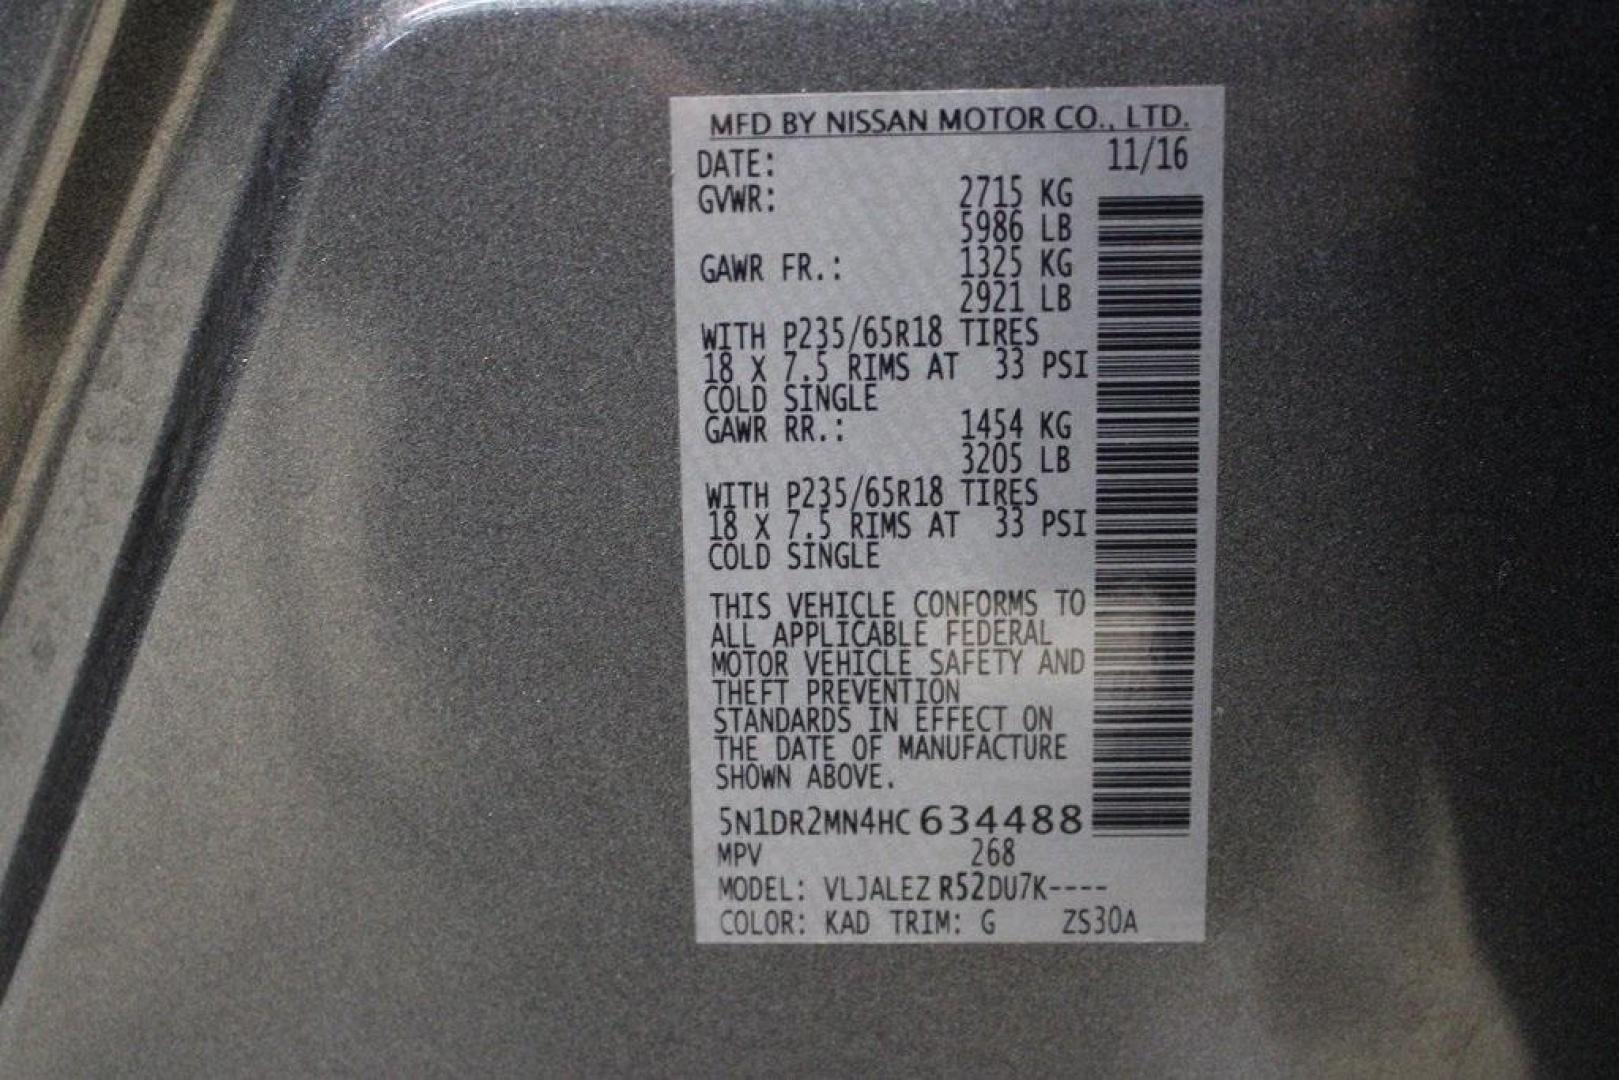 MFD BY NISSAN MOTOR CO., LTD.
DATE: 11/16
GVWR: 2715 KG
5986 LB
GAWR FR.: 1325 KG
2921 LB
WITH P235/65R18 TIRES
18 X 7.5 RIMS AT 33 PSI
COLD SINGLE
GAWR RR.: 1454 KG
3205 LB
WITH P235/65R18 TIRES
18 X 7.5 RIMS AT 33 PSI
COLD SINGLE
THIS VEHICLE CONFORMS TO
ALL APPLICABLE FEDERAL
MOTOR VEHICLE SAFETY AND
THEFT PREVENTION
STANDARDS IN EFFECT ON
THE DATE OF MANUFACTURE
SHOWN ABOVE.
5N1DR2MN4HC634488
MPV 268
MODEL: VLJALEZ R52DU7K----
COLOR: KAD TRIM: G ZS30A